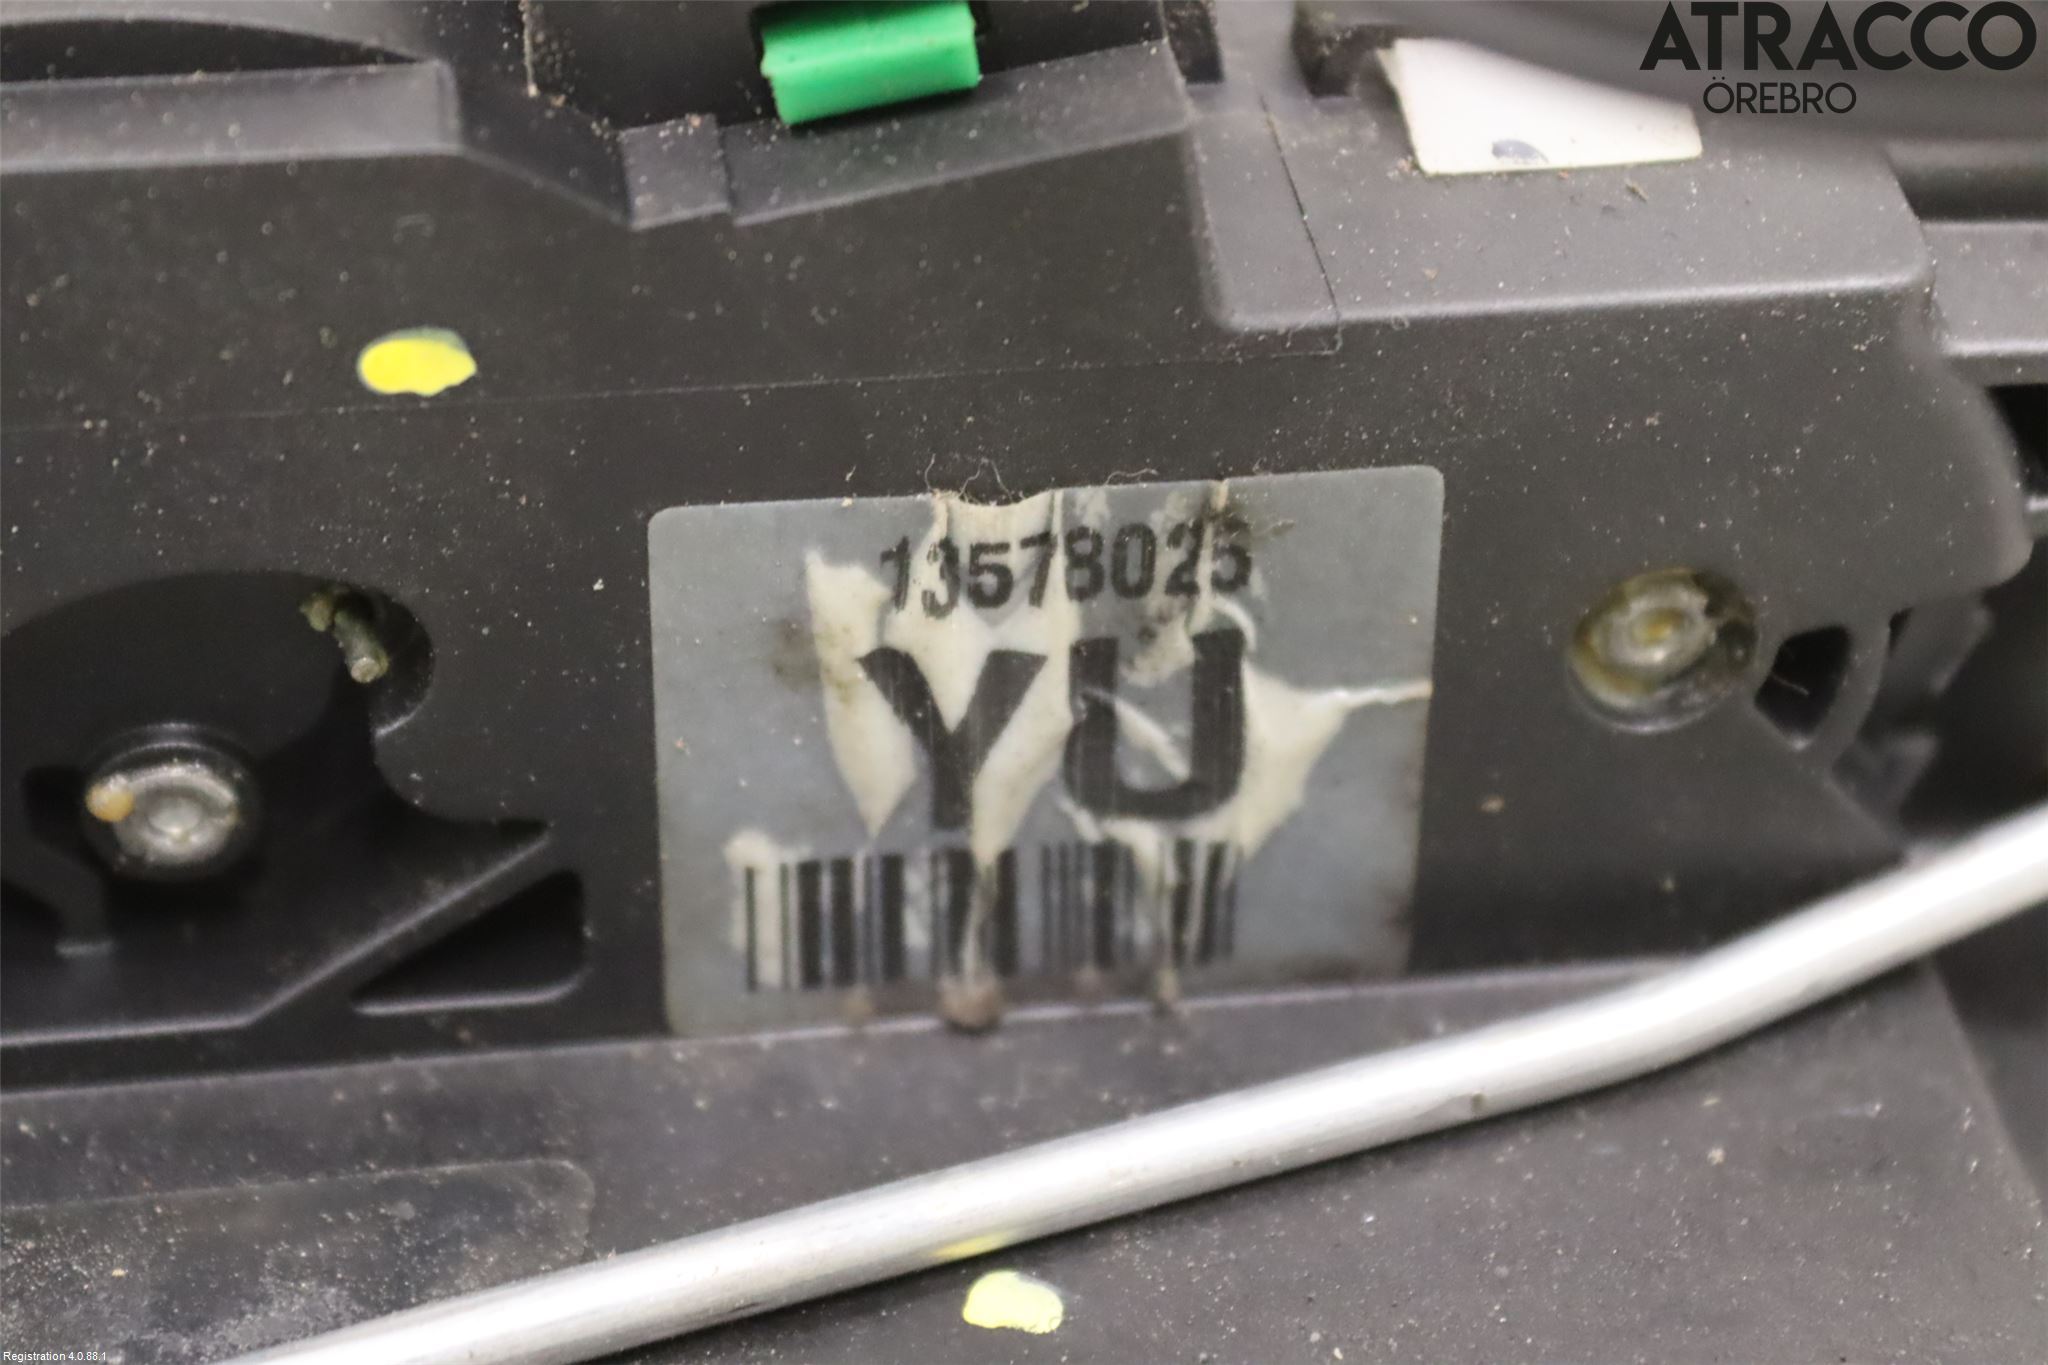 ATRACCO
ÖREBRO
13578025
YU
Registration 4.0.88.1